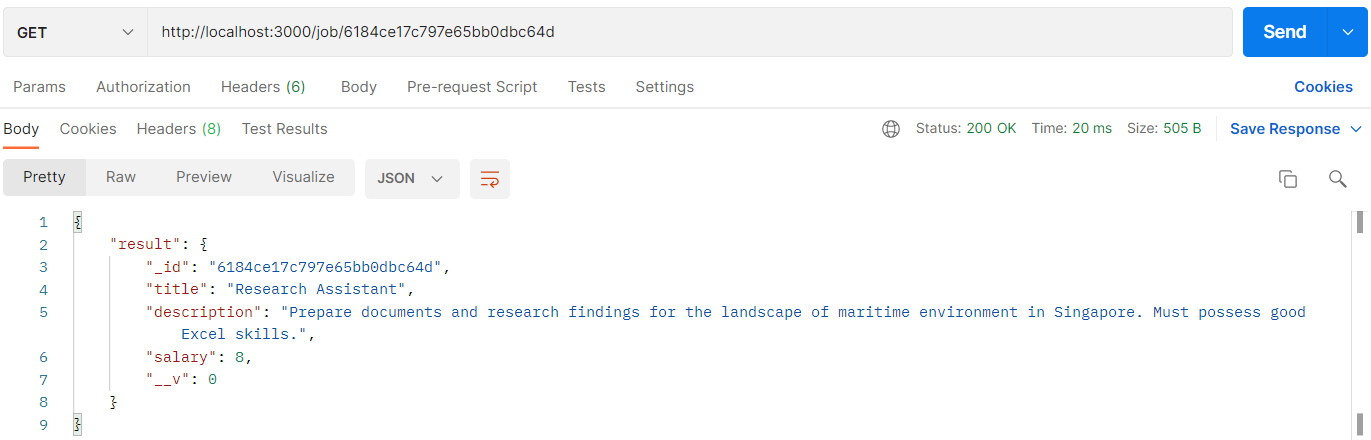 GET http://localhost:3000/job/6184ce17c797e65bb0dbc64d Send
Params Authorization Headers (6) Body Pre-request Script Tests Settings Cookies
Body Cookies Headers (8) Test Results Status: 200 OK Time: 20 ms Size: 505 B Save Response
Pretty Raw Preview Visualize JSON
1 {
2 "result": {
3 "_id": "6184ce17c797e65bb0dbc64d",
4 "title": "Research Assistant",
5 "description": "Prepare documents and research findings for the landscape of maritime environment in Singapore. Must possess good
Excel skills.",
6 "salary": 8,
7 "__v": 0
8 }
9 }